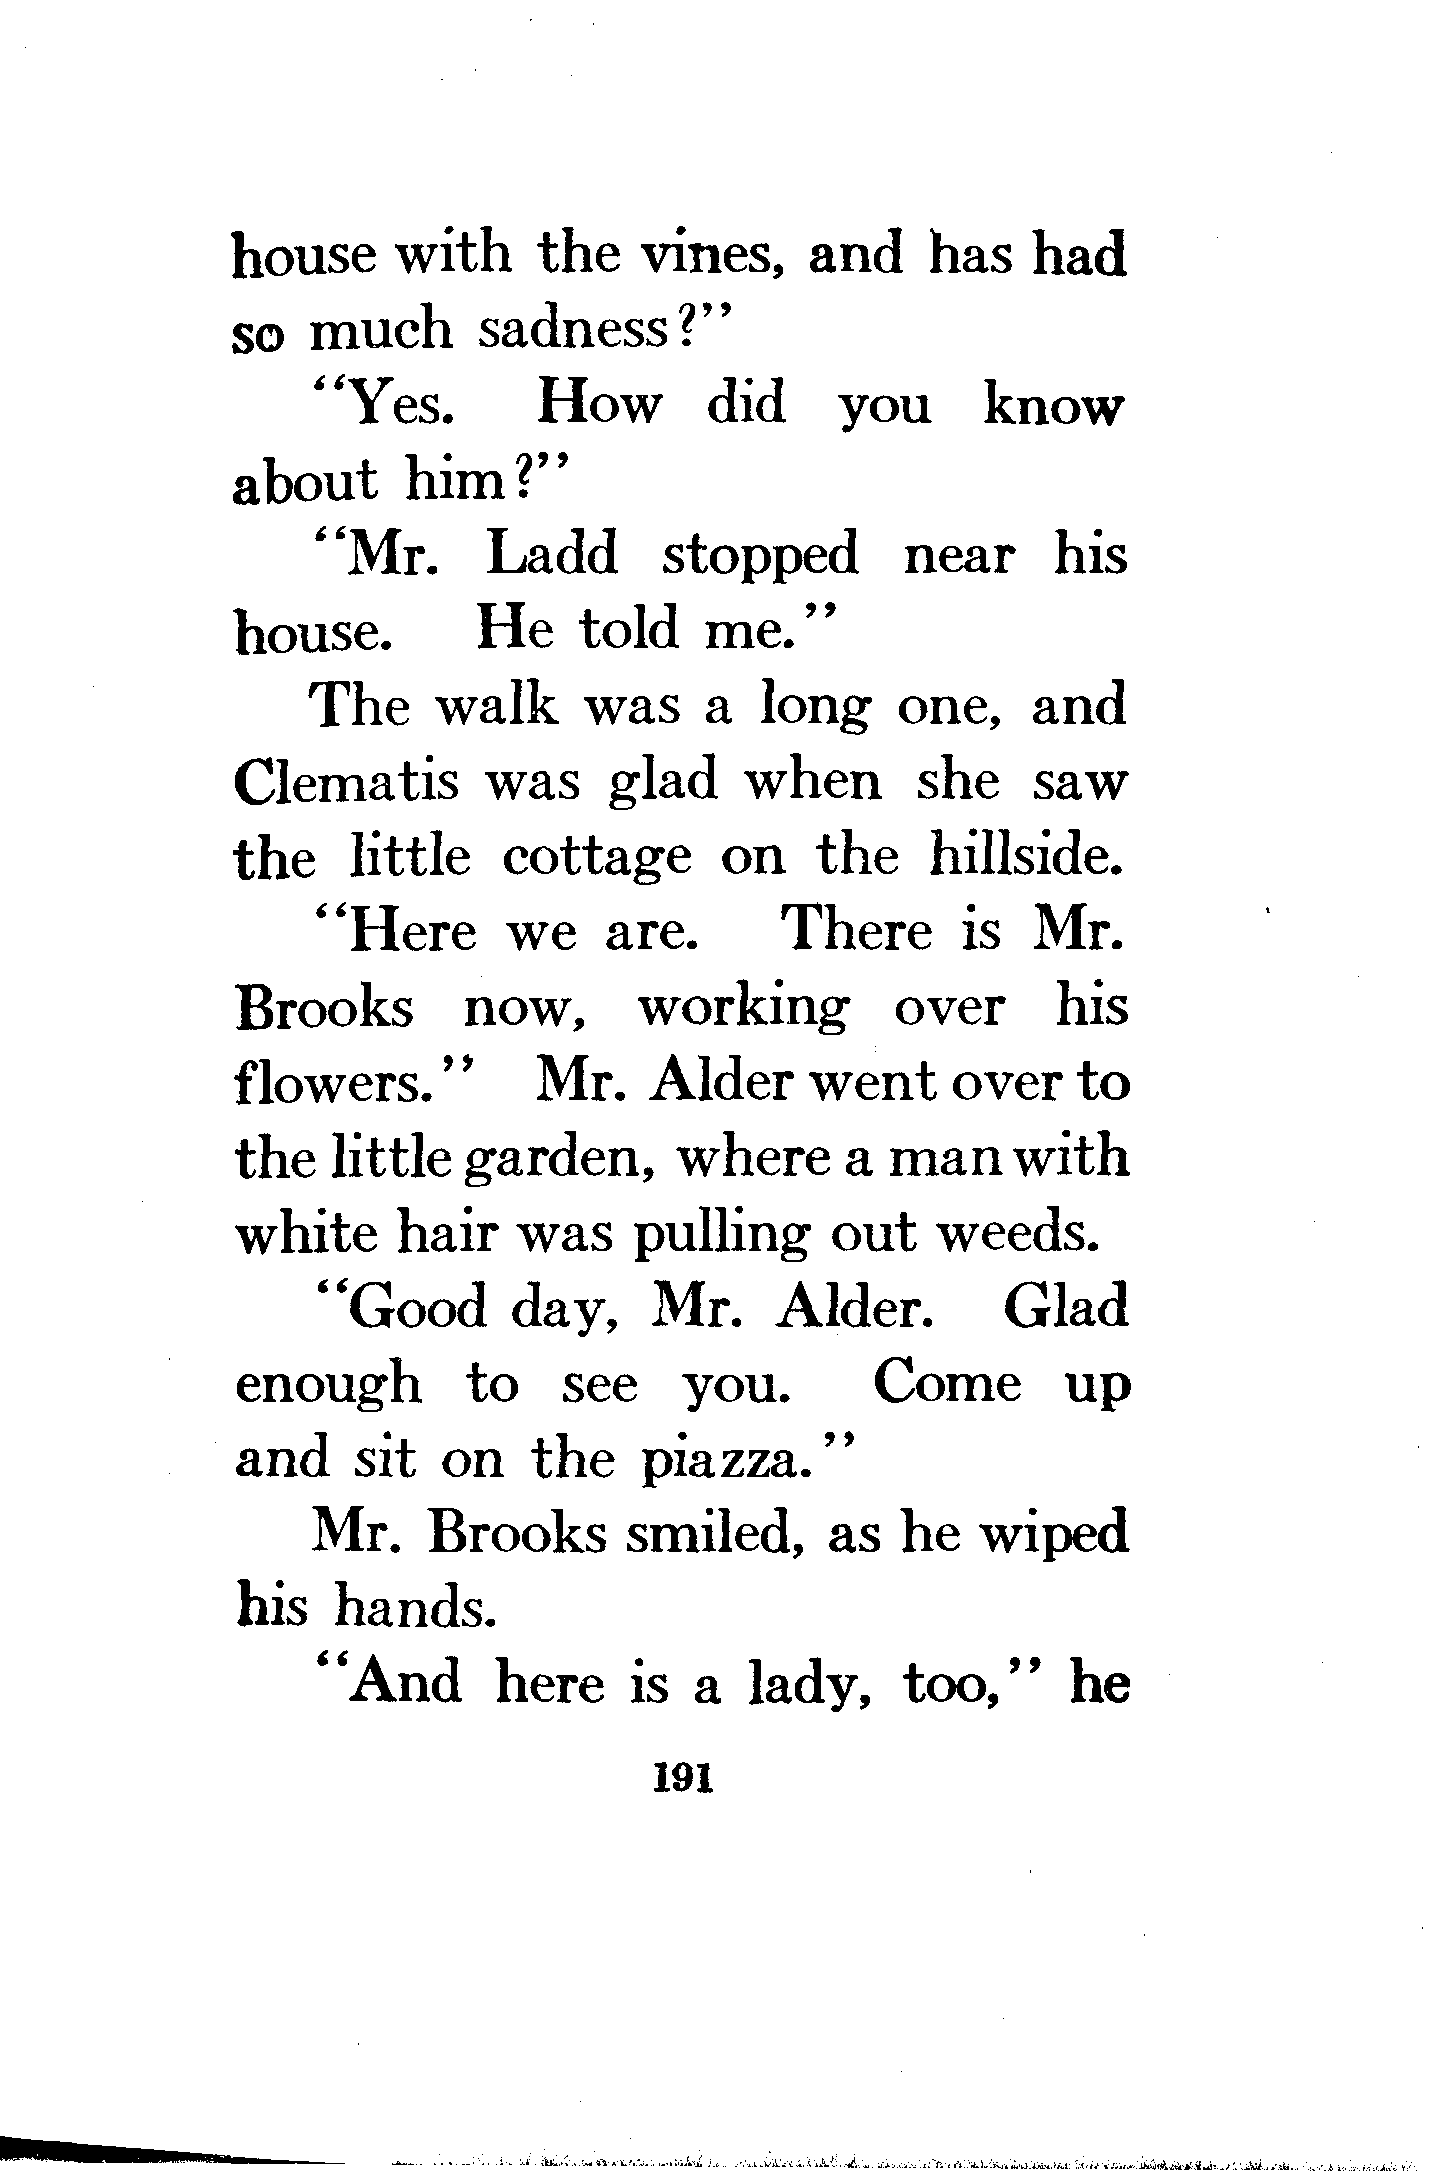 house with the vines, and has had
so much sadness?"
"Yes. How did you know
about him?"
"Mr. Ladd stopped near his
house. He told me."
The walk was a long one, and
Clematis was glad when she saw
the little cottage on the hillside.
"Here we are. There is Mr.
Brooks now, working over his
flowers." Mr. Alder went over to
the little garden, where a man with
white hair was pulling out weeds.
"Good day, Mr. Alder. Glad
enough to see you. Come up
and sit on the piazza."
Mr. Brooks smiled, as he wiped
his hands.
"And here is a lady, too," he
191